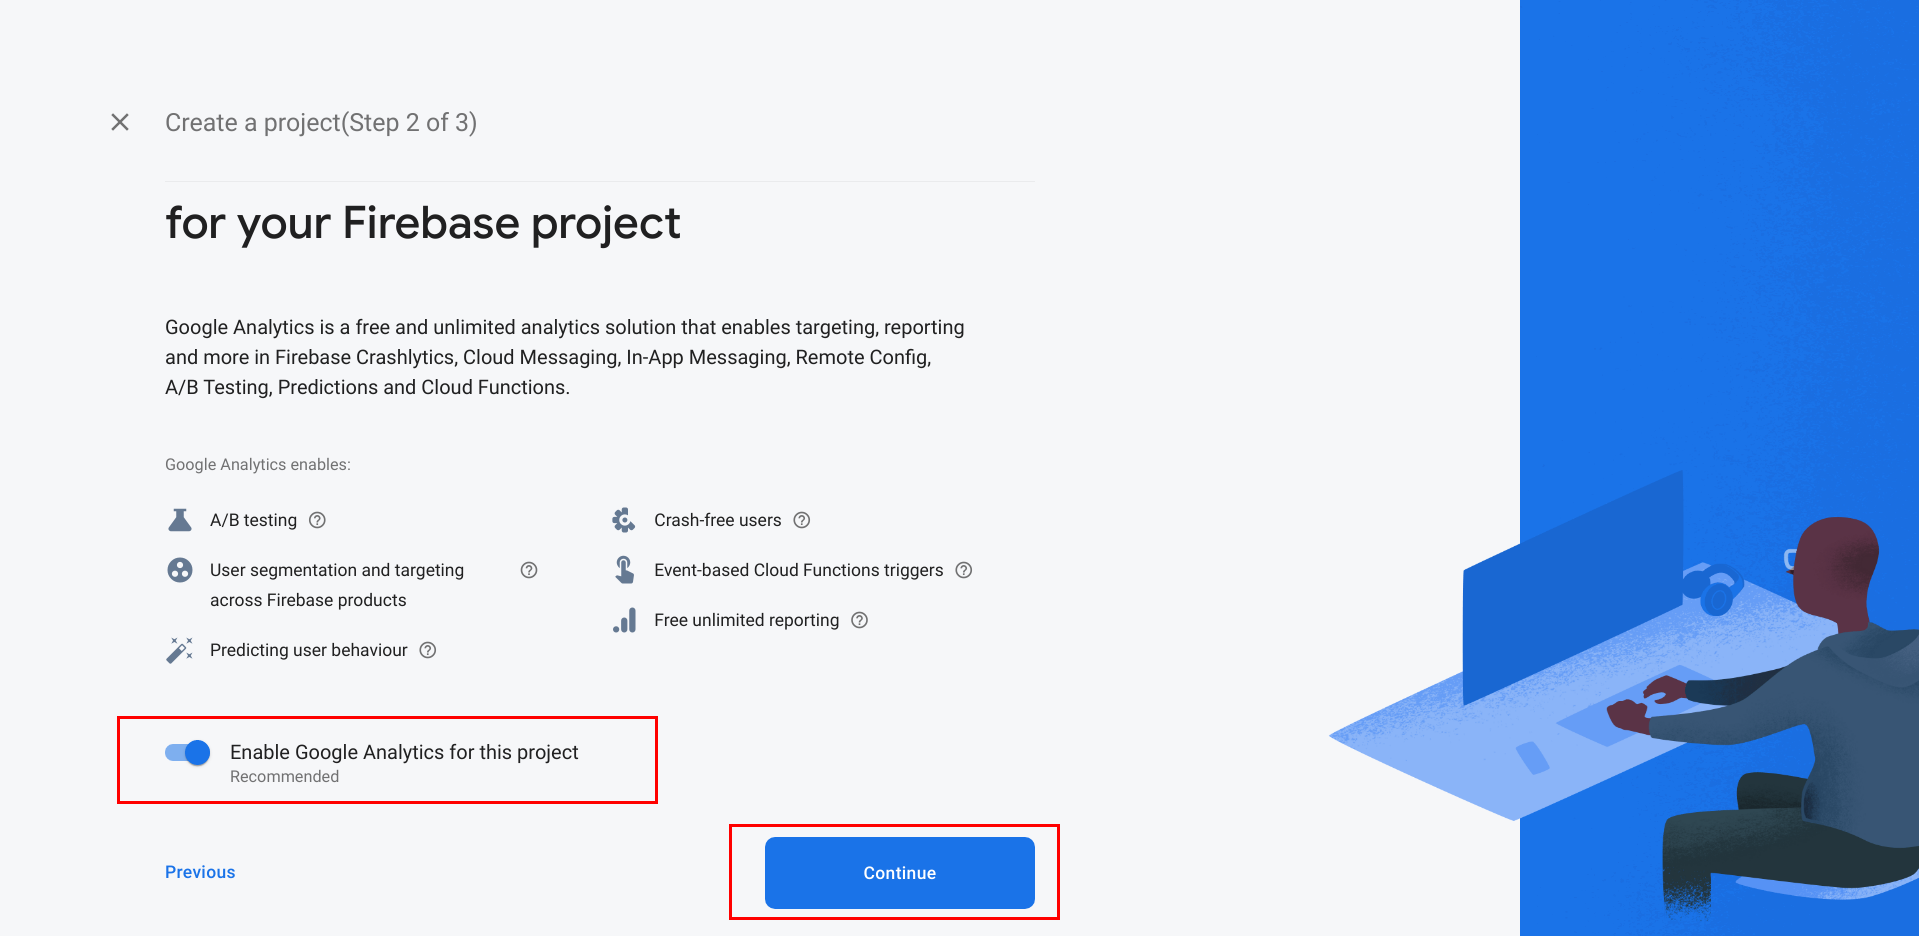 Create a project(Step 2 of 3)
for your Firebase project
Google Analytics is a free and unlimited analytics solution that enables targeting, reporting
and more in Firebase Crashlytics, Cloud Messaging, In-App Messaging, Remote Config,
A/B Testing, Predictions and Cloud Functions.
Google Analytics enables:
A/B testing
User segmentation and targeting
across Firebase products
Predicting user behaviour
Crash-free users
Event-based Cloud Functions triggers
Free unlimited reporting
Enable Google Analytics for this project
Recommended
Previous
Continue